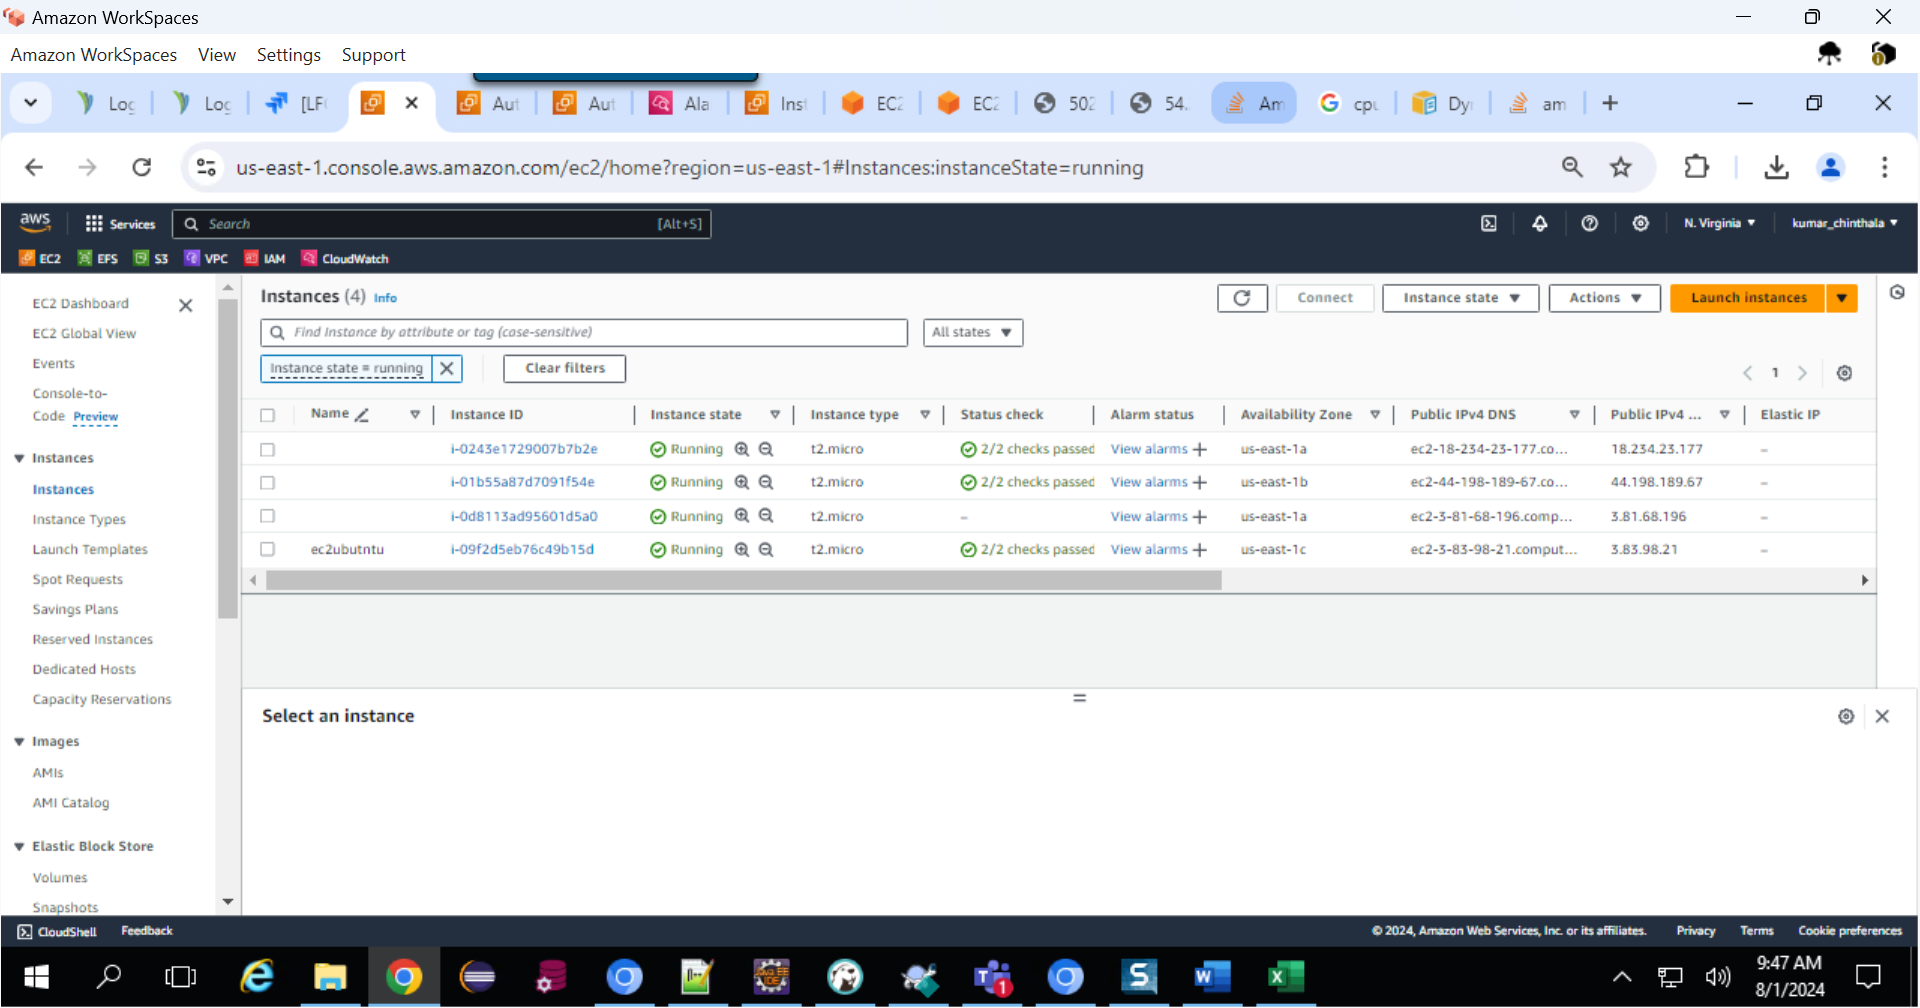 Amazon WorkSpaces
Amazon WorkSpaces View Settings Support
Log Log [LF Aut Aut Ala Inst EC2 EC2 502 54. Am cpu Dyn am
us-east-1.console.aws.amazon.com/ec2/home?region=us-east-1#Instances:instanceState=running
aws Services Search [Alt+S] N. Virginia kumar_chinthala
EC2 EFS S3 VPC IAM CloudWatch
EC2 Dashboard
EC2 Global View
Events
Console-to-
Code Preview
Instances
Instances
Instance Types
Launch Templates
Spot Requests
Savings Plans
Reserved Instances
Dedicated Hosts
Capacity Reservations
Images
AMIs
AMI Catalog
Elastic Block Store
Volumes
Snapshots
Instances (4) Info
Connect Instance state Actions Launch instances
Find Instance by attribute or tag (case-sensitive) All states
Instance state = running Clear filters
1
Name Instance ID Instance state Instance type Status check Alarm status Availability Zone Public IPv4 DNS Public IPv4 ... Elastic IP
i-0243e1729007b7b2e Running t2.micro 2/2 checks passed View alarms + us-east-1a ec2-18-234-23-177.co... 18.234.23.177 –
i-01b55a87d7091f54e Running t2.micro 2/2 checks passed View alarms + us-east-1b ec2-44-198-189-67.co... 44.198.189.67 –
i-0d8113ad95601d5a0 Running t2.micro – View alarms + us-east-1a ec2-3-81-68-196.comp... 3.81.68.196 –
ec2ubutntu i-09f2d5eb76c49b15d Running t2.micro 2/2 checks passed View alarms + us-east-1c ec2-3-83-98-21.comput... 3.83.98.21 –
Select an instance
CloudShell Feedback © 2024, Amazon Web Services, Inc. or its affiliates. Privacy Terms Cookie preferences
9:47 AM
8/1/2024